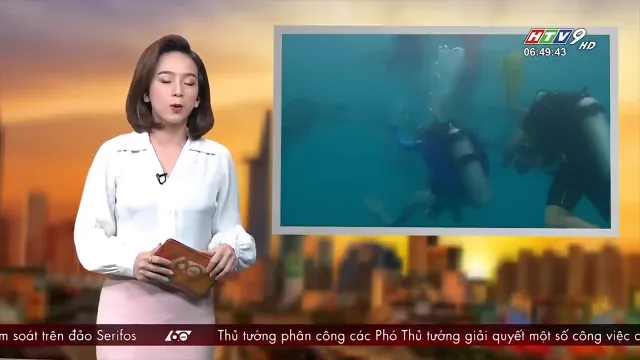 HTV9 HD
06:49:43
m soát trên đảo Serifos Thủ tướng phân công các Phó Thủ tướng giải quyết một số công việc c